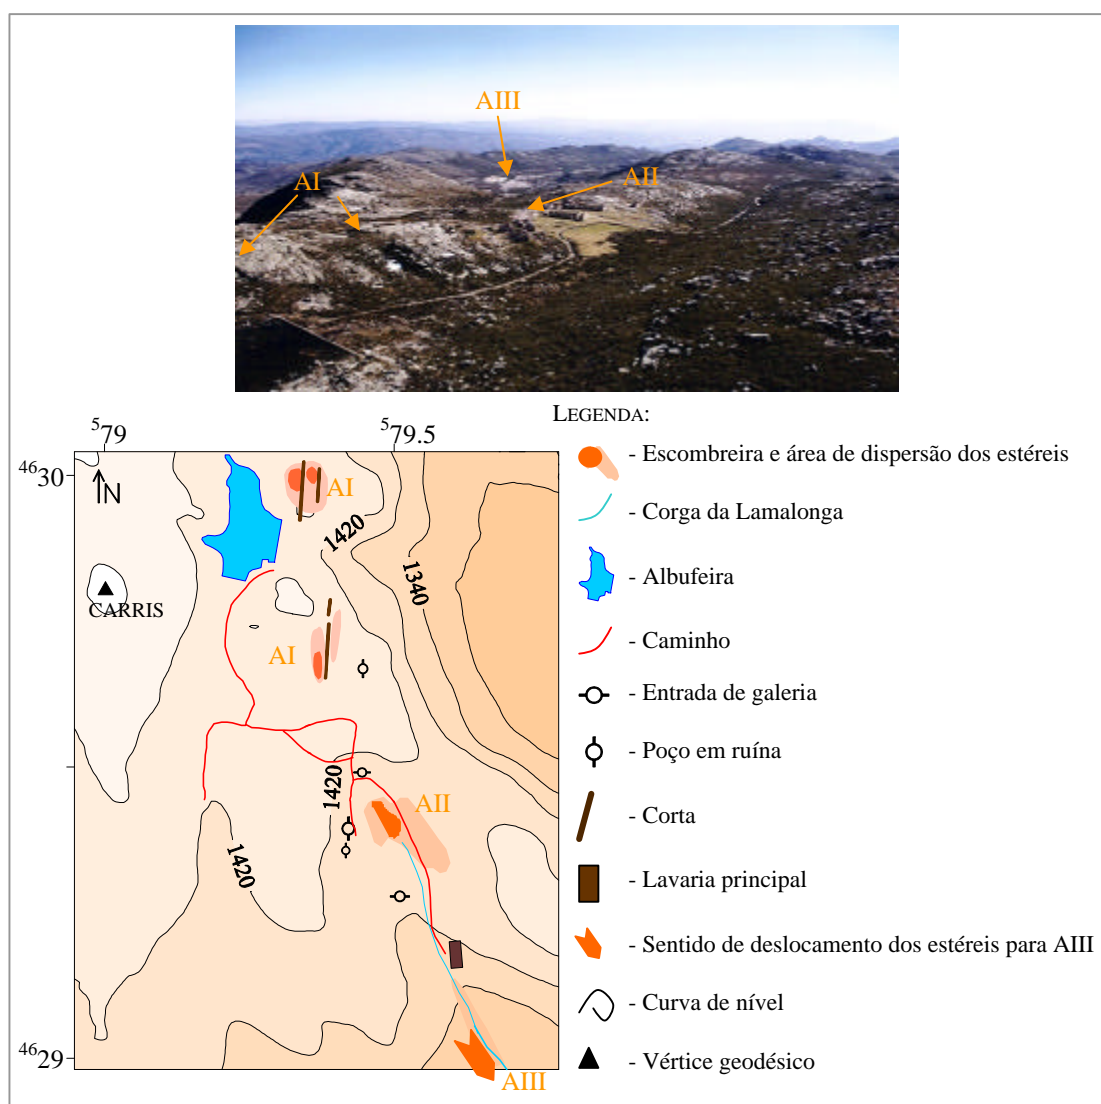 AIII
AII
AI
LEGENDA:
579
579.5
4630
N
AI
1420
1340
CARRIS
AI
1420
AII
1420
4629
AIII
- Escombreira e área de dispersão dos estéreis
- Corga da Lamalonga
- Albufeira
- Caminho
- Entrada de galeria
- Poço em ruína
- Corta
- Lavaria principal
- Sentido de deslocamento dos estéreis para AIII
- Curva de nível
- Vértice geodésico